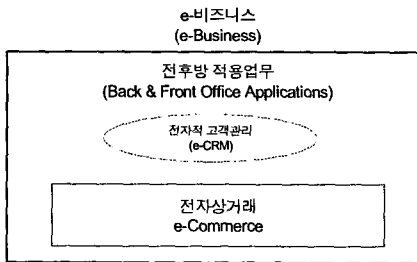 e-비즈니스
(e-Business)
전후방 적용업무
(Back & Front Office Applications)
전자적 고객관리
(e-CRM)
전자상거래
e-Commerce